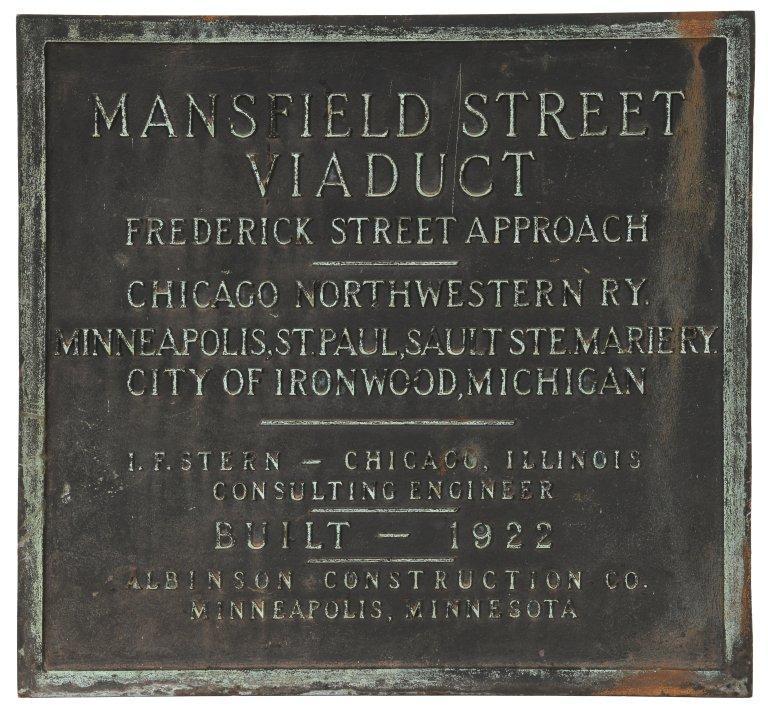 MANSFIELD STREET
VIADUCT
FREDERICK STREET APPROACH
CHICAGO NORTHWESTERN RY.
MINNEAPOLIS, ST. PAUL, SAULT STE. MARIE RY.
CITY OF IRONWOOD, MICHIGAN
I. F. STERN — CHICAGO, ILLINOIS
CONSULTING ENGINEER
BUILT — 1922
ALBINSON CONSTRUCTION CO.
MINNEAPOLIS, MINNESOTA